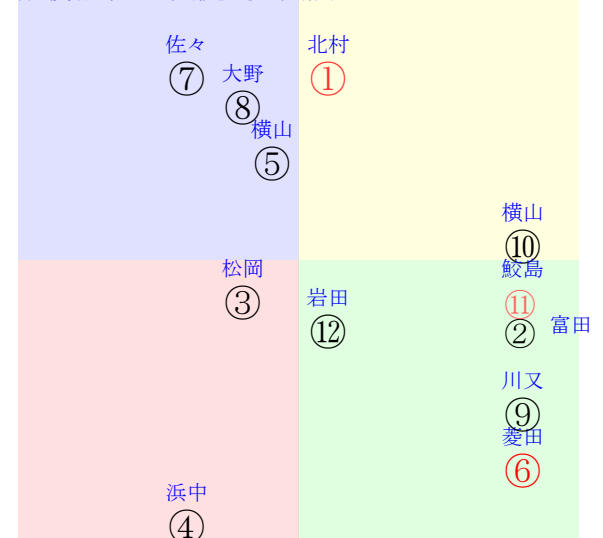 佐々
⑦
大野
⑧
横山
⑤
北村
①
横山
⑩
松岡
③
岩田
⑫
鮫島
⑪
②
富田
川又
⑨
菱田
⑥
浜中
④